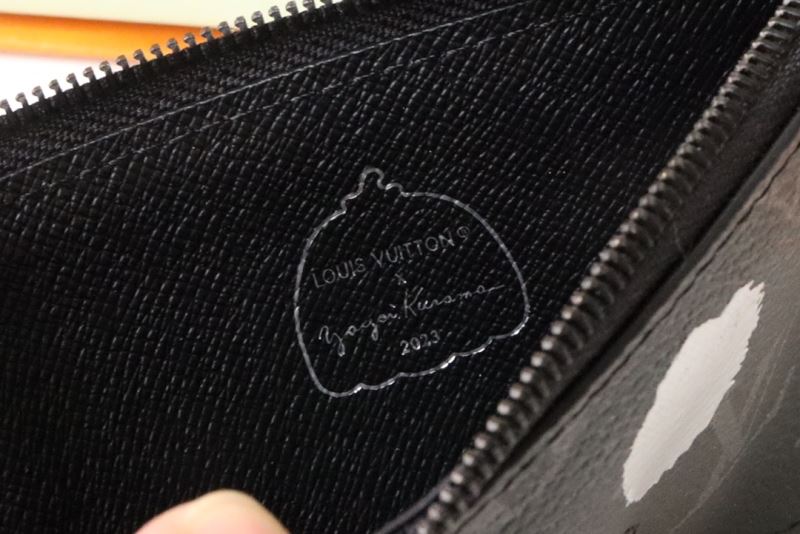 LOUIS VUITTON®
x
Yayoi Kusama
2023